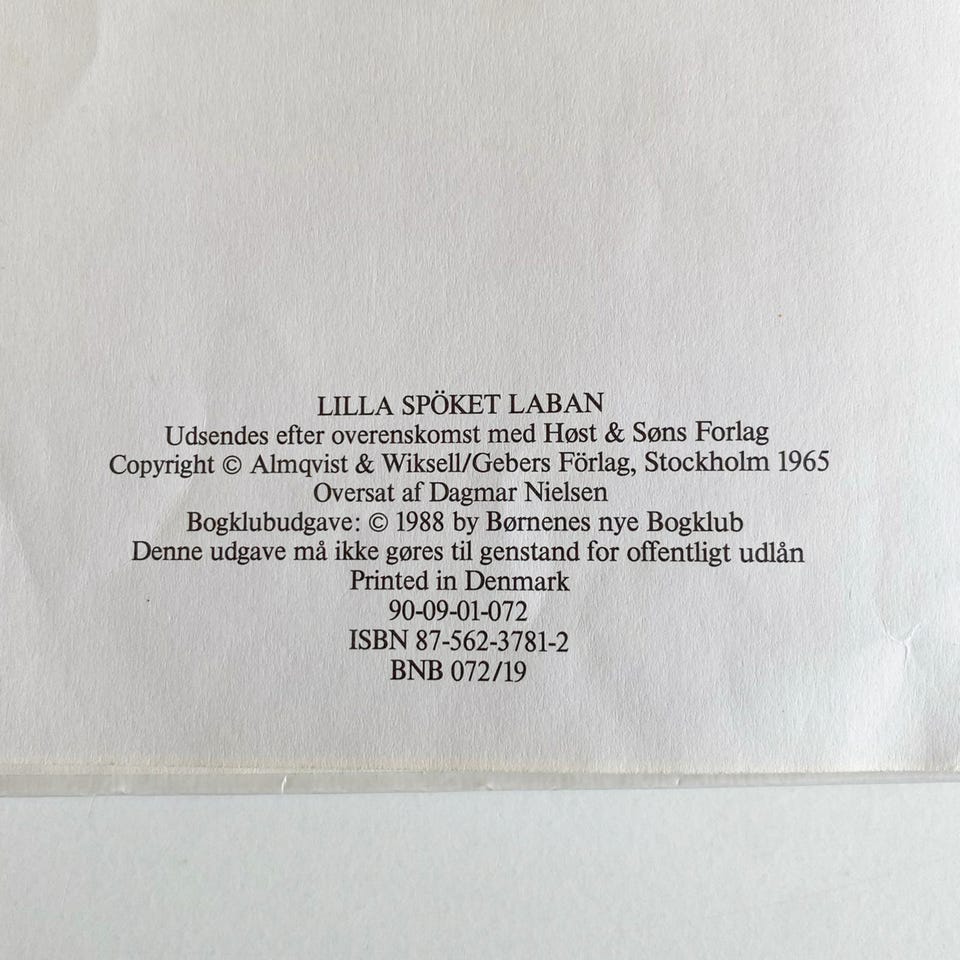 LILLA SPÖKET LABAN
Udsendes efter overenskomst med Høst & Søns Forlag
Copyright © Almqvist & Wiksell/Gebers Förlag, Stockholm 1965
Oversat af Dagmar Nielsen
Bogklubudgave: © 1988 by Børnenes nye Bogklub
Denne udgave må ikke gøres til genstand for offentligt udlån
Printed in Denmark
90-09-01-072
ISBN 87-562-3781-2
BNB 072/19